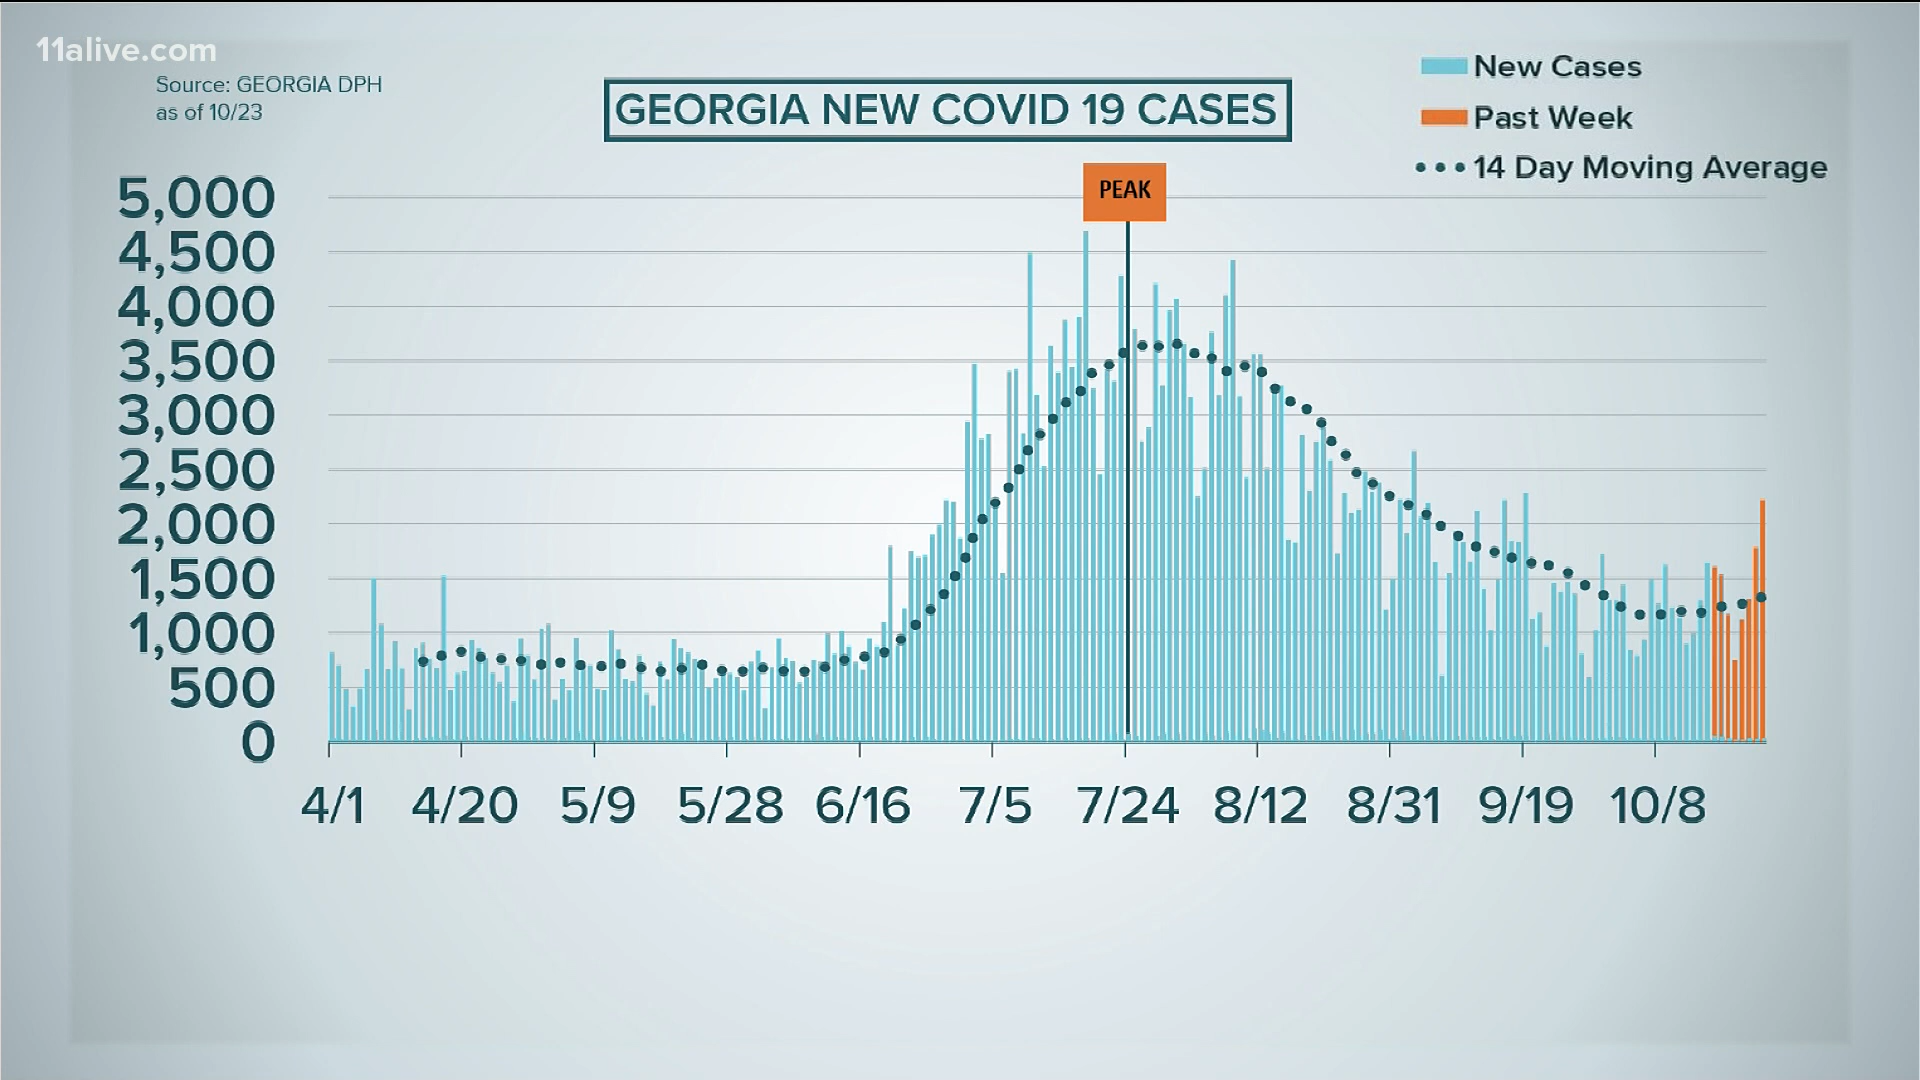 11alive.com
Source: GEORGIA DPH
as of 10/23
GEORGIA NEW COVID 19 CASES
New Cases
Past Week
14 Day Moving Average
PEAK
5,000
4,500
4,000
3,500
3,000
2,500
2,000
1,500
1,000
500
0
4/1 4/20 5/9 5/28 6/16 7/5 7/24 8/12 8/31 9/19 10/8